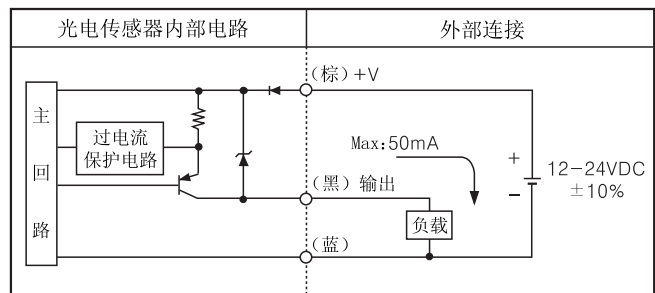 光电传感器内部电路
外部连接
(棕)+V
主
回
路
过电流
保护电路
Max:50mA
+
−
12−24VDC
±10%
(黑)输出
负载
(蓝)